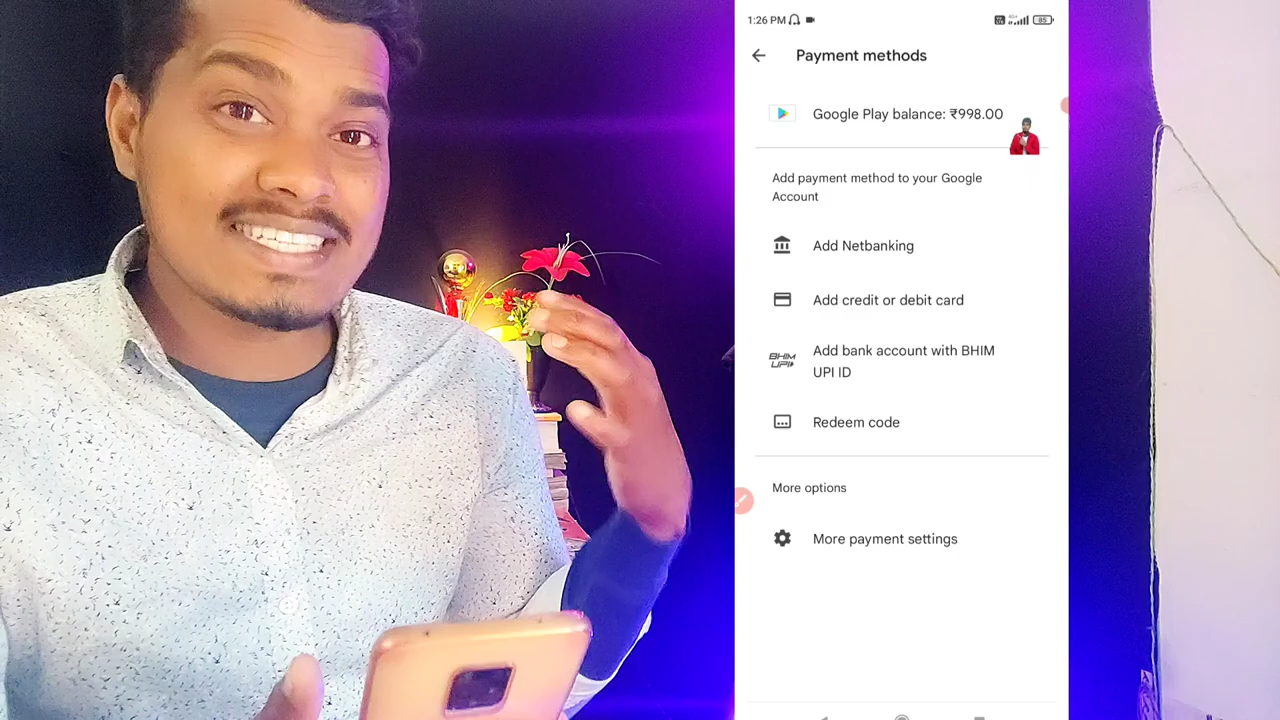 1:26 PM
85
Payment methods
Google Play balance: ₹998.00
Add payment method to your Google
Account
Add Netbanking
Add credit or debit card
BHIM
UPI
Add bank account with BHIM
UPI ID
Redeem code
More options
More payment settings